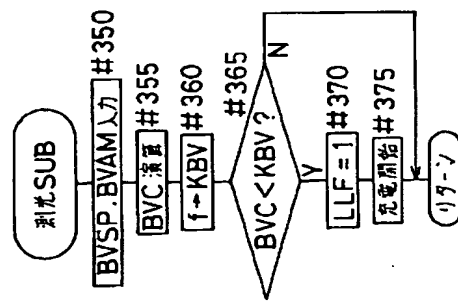 測光SUB
BVSP.BVAM入力 #350
BVC演算 #355
f→KBV #360
BVC<KBV? #365
N
Y
LLF=1 #370
充電開始 #375
リターン